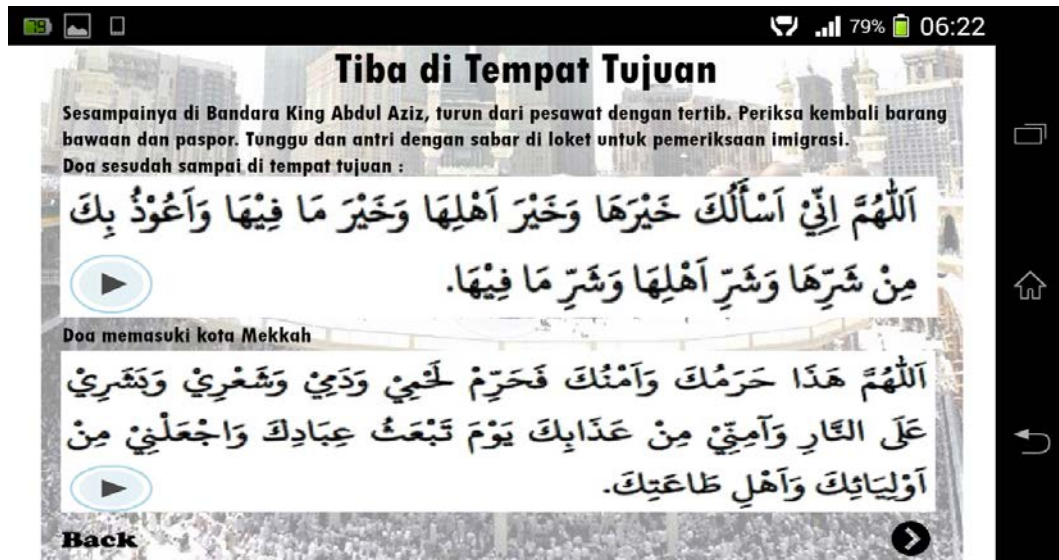 79%
06:22
Tiba di Tempat Tujuan
Sesampainya di Bandara King Abdul Aziz, turun dari pesawat dengan tertib. Periksa kembali barang
bawaan dan paspor. Tunggu dan antri dengan sabar di loket untuk pemeriksaan imigrasi.
Doa sesudah sampai di tempat tujuan :
اَللّٰهُمَّ اِنِّيْ اَسْأَلُكَ خَيْرَهَا وَخَيْرَ اَهْلِهَا وَخَيْرَ مَا فِيْهَا وَاَعُوْذُ بِكَ
مِنْ شَرِّهَا وَشَرِّ اَهْلِهَا وَشَرِّ مَا فِيْهَا.
Doa memasuki kota Mekkah
اَللّٰهُمَّ هَذَا حَرَمُكَ وَآمْنُكَ فَحَرِّمْ لَحْمِيْ وَدَمِيْ وَشَعْرِيْ وَبَشَرِيْ
عَلَى النَّارِ وَآمِنِّيْ مِنْ عَذَابِكَ يَوْمَ تَبْعَثُ عِبَادِكَ وَاجْعَلْنِيْ مِنْ
اَوْلِيَائِكَ وَاَهْلِ طَاعَتِكَ.
Back